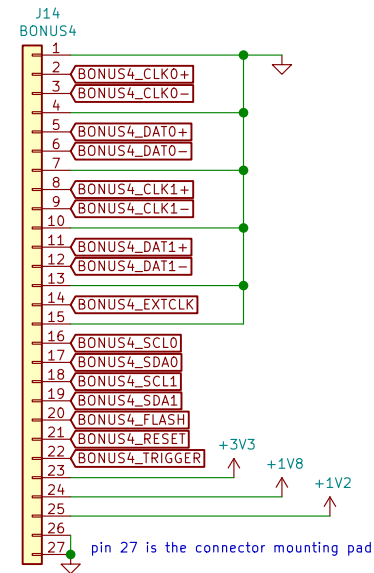 J14
BONUS4
1
2 BONUS4_CLK0+
3 BONUS4_CLK0-
4
5 BONUS4_DAT0+
6 BONUS4_DAT0-
7
8 BONUS4_CLK1+
9 BONUS4_CLK1-
10
11 BONUS4_DAT1+
12 BONUS4_DAT1-
13
14 BONUS4_EXTCLK
15
16 BONUS4_SCL0
17 BONUS4_SDA0
18 BONUS4_SCL1
19 BONUS4_SDA1
20 BONUS4_FLASH
21 BONUS4_RESET
22 BONUS4_TRIGGER
+3V3
23
+1V8
24
+1V2
25
26
27 pin 27 is the connector mounting pad